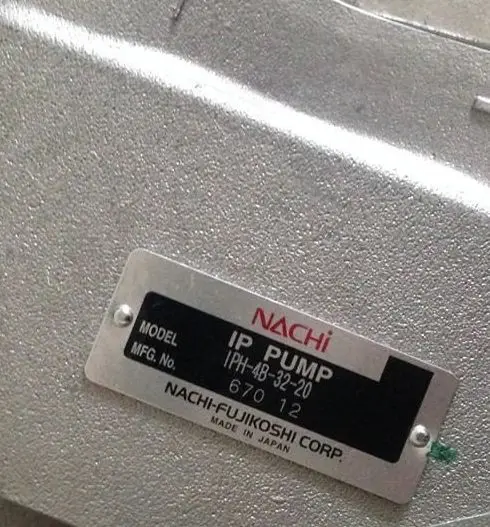 NACHi
IP PUMP
MODEL IPH-4B-32-20
MFG. No. 670 12
NACHI-FUJIKOSHI CORP.
MADE IN JAPAN